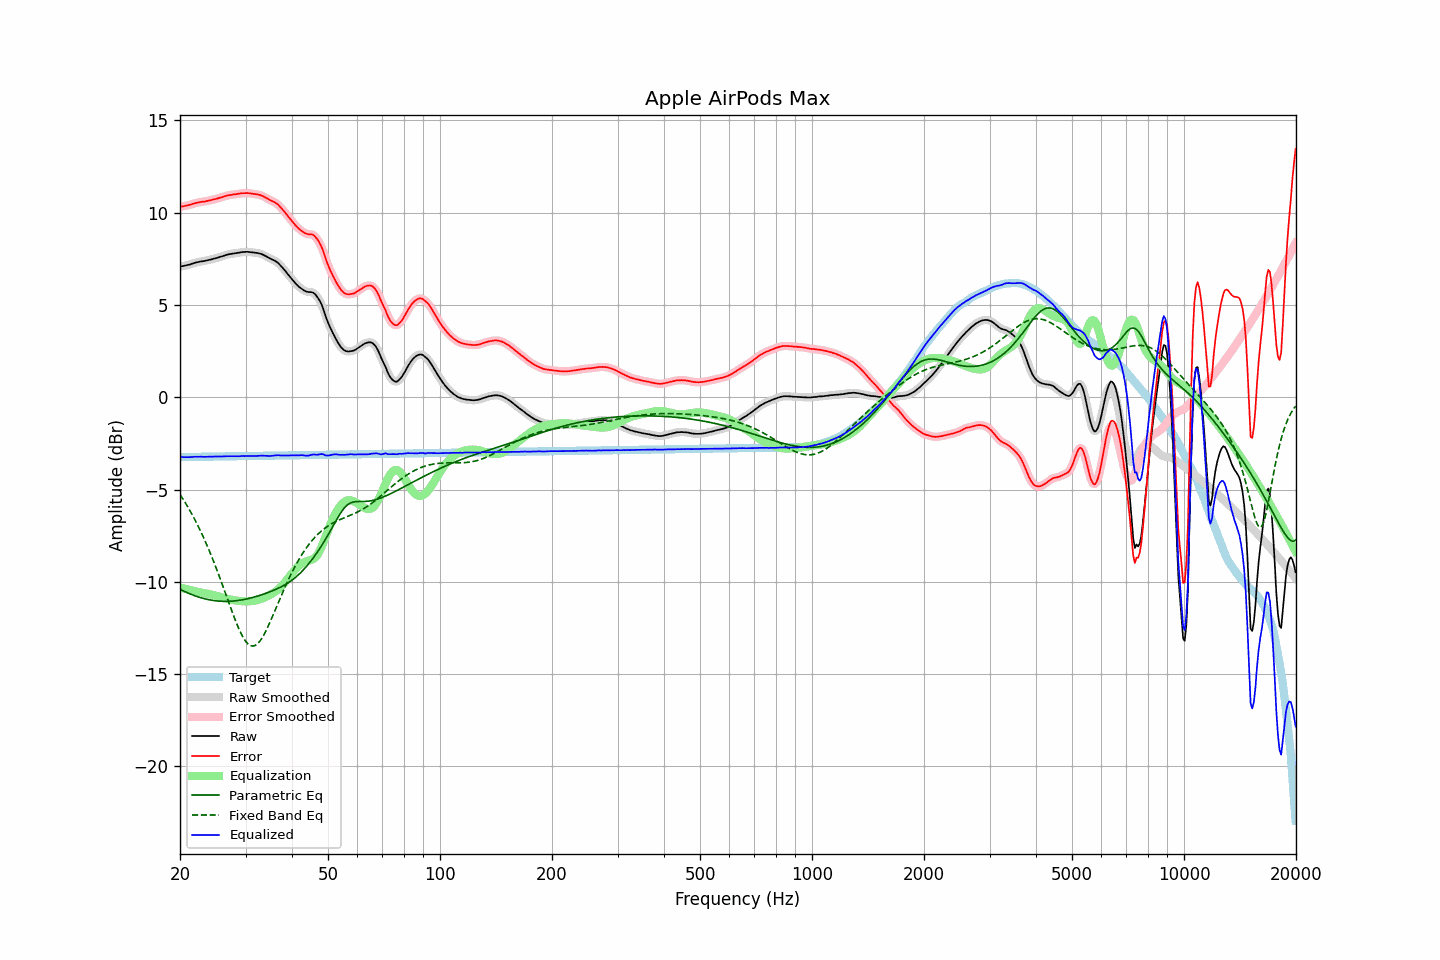 Apple AirPods Max
15
10
5
0
−5
−10
−15
−20
Amplitude (dBr)
Target
Raw Smoothed
Error Smoothed
Raw
Error
Equalization
Parametric Eq
Fixed Band Eq
Equalized
20 50 100 200 500 1000 2000 5000 10000 20000
Frequency (Hz)